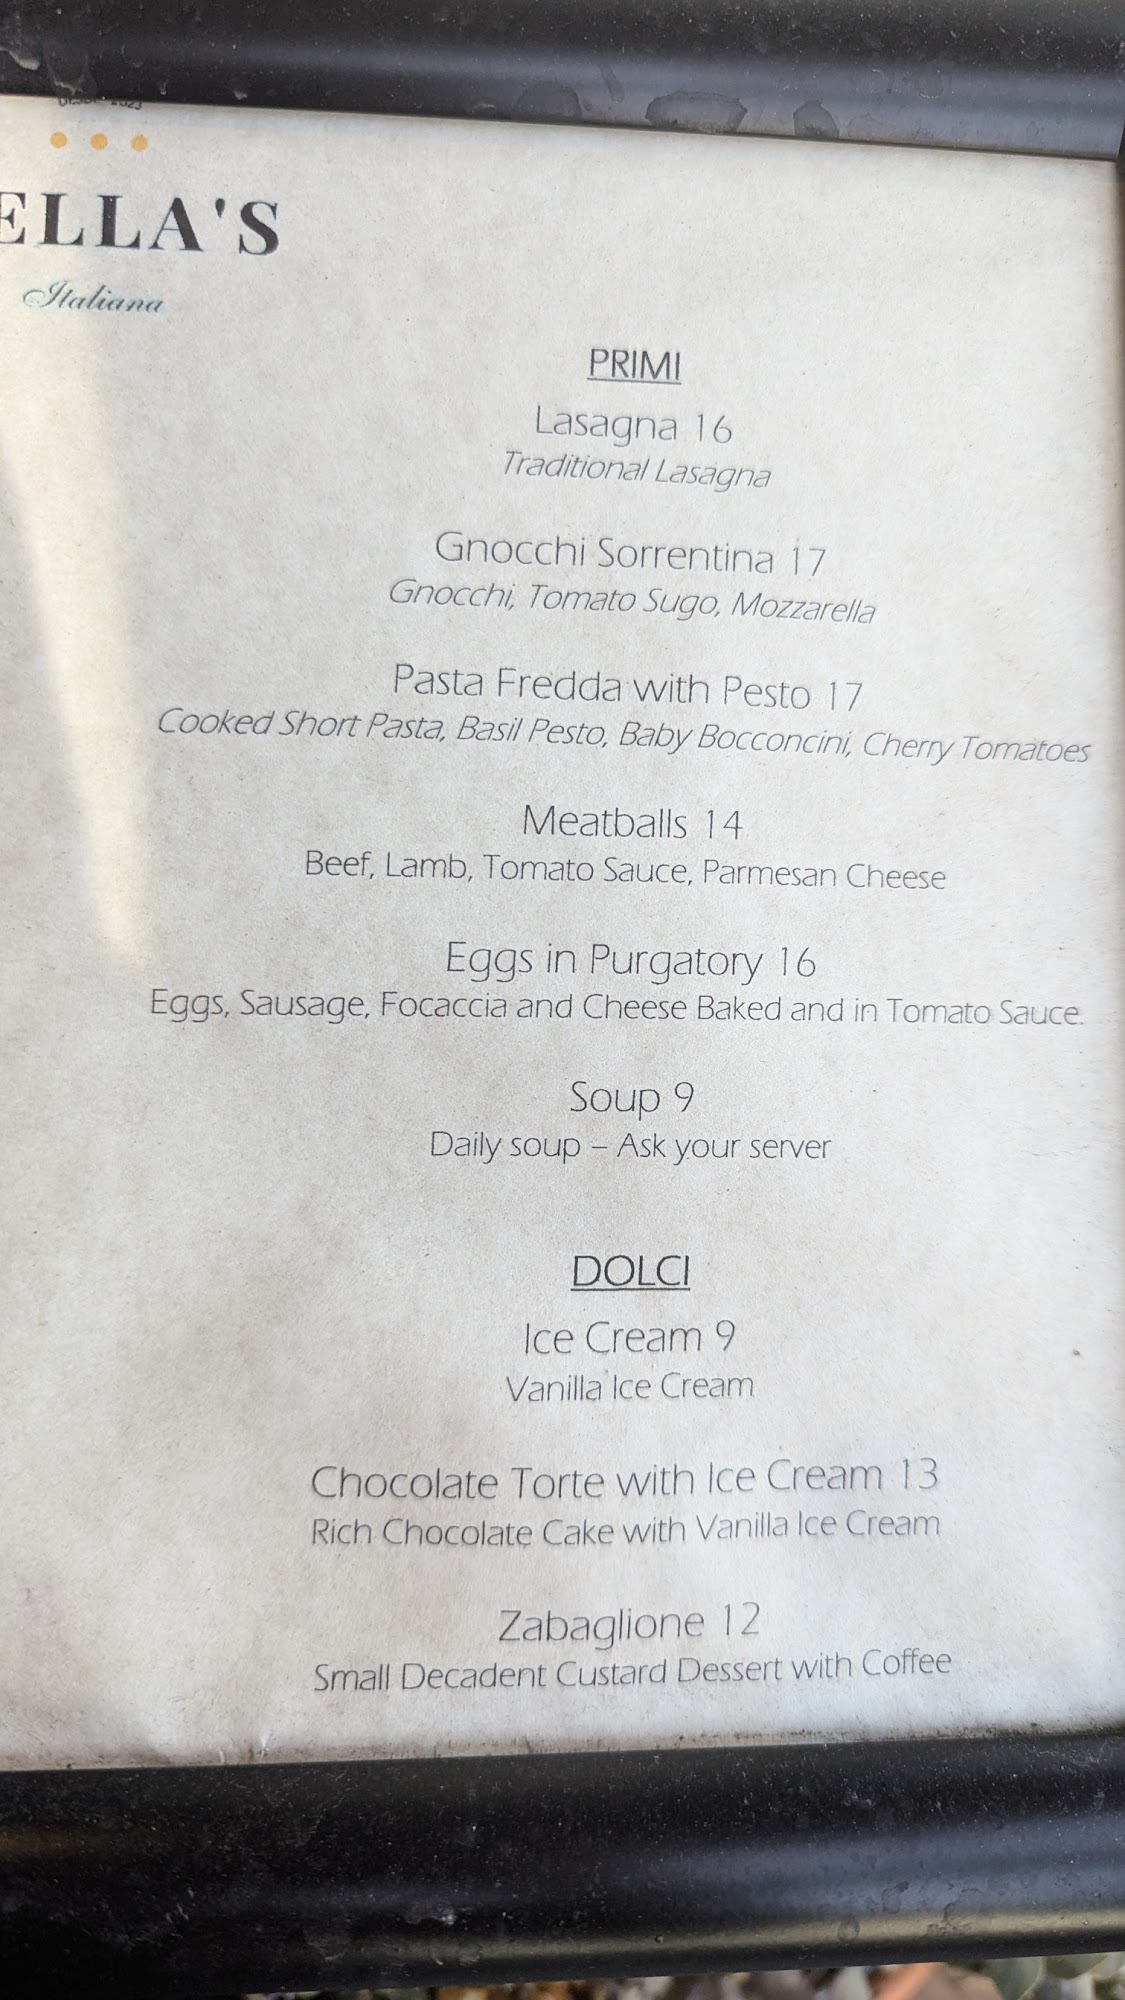 ELLA'S
Italiana
PRIMI
Lasagna 16
Traditional Lasagna
Gnocchi Sorrentina 17
Gnocchi, Tomato Sugo, Mozzarella
Pasta Fredda with Pesto 17
Cooked Short Pasta, Basil Pesto, Baby Bocconcini, Cherry Tomatoes
Meatballs 14
Beef, Lamb, Tomato Sauce, Parmesan Cheese
Eggs in Purgatory 16
Eggs, Sausage, Focaccia and Cheese Baked and in Tomato Sauce.
Soup 9
Daily soup – Ask your server
DOLCI
Ice Cream 9
Vanilla Ice Cream
Chocolate Torte with Ice Cream 13
Rich Chocolate Cake with Vanilla Ice Cream
Zabaglione 12
Small Decadent Custard Dessert with Coffee